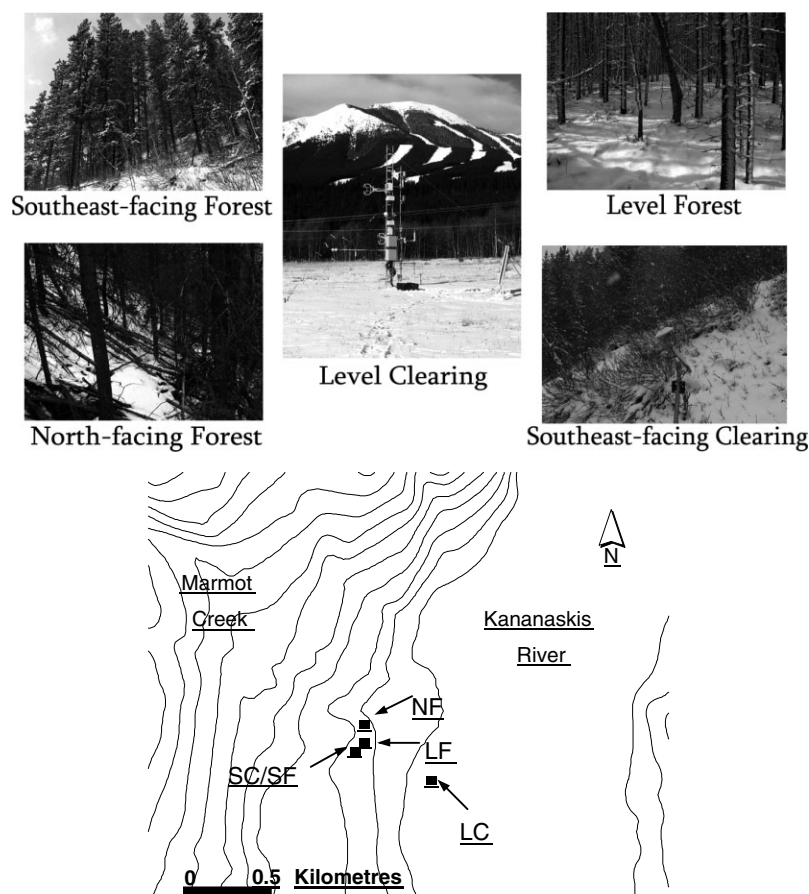 Southeast-facing Forest
Level Forest
Level Clearing
North-facing Forest
Southeast-facing Clearing
N
Marmot
Creek
Kananaskis
River
NF
LF
SC/SF
LC
0 0.5 Kilometres